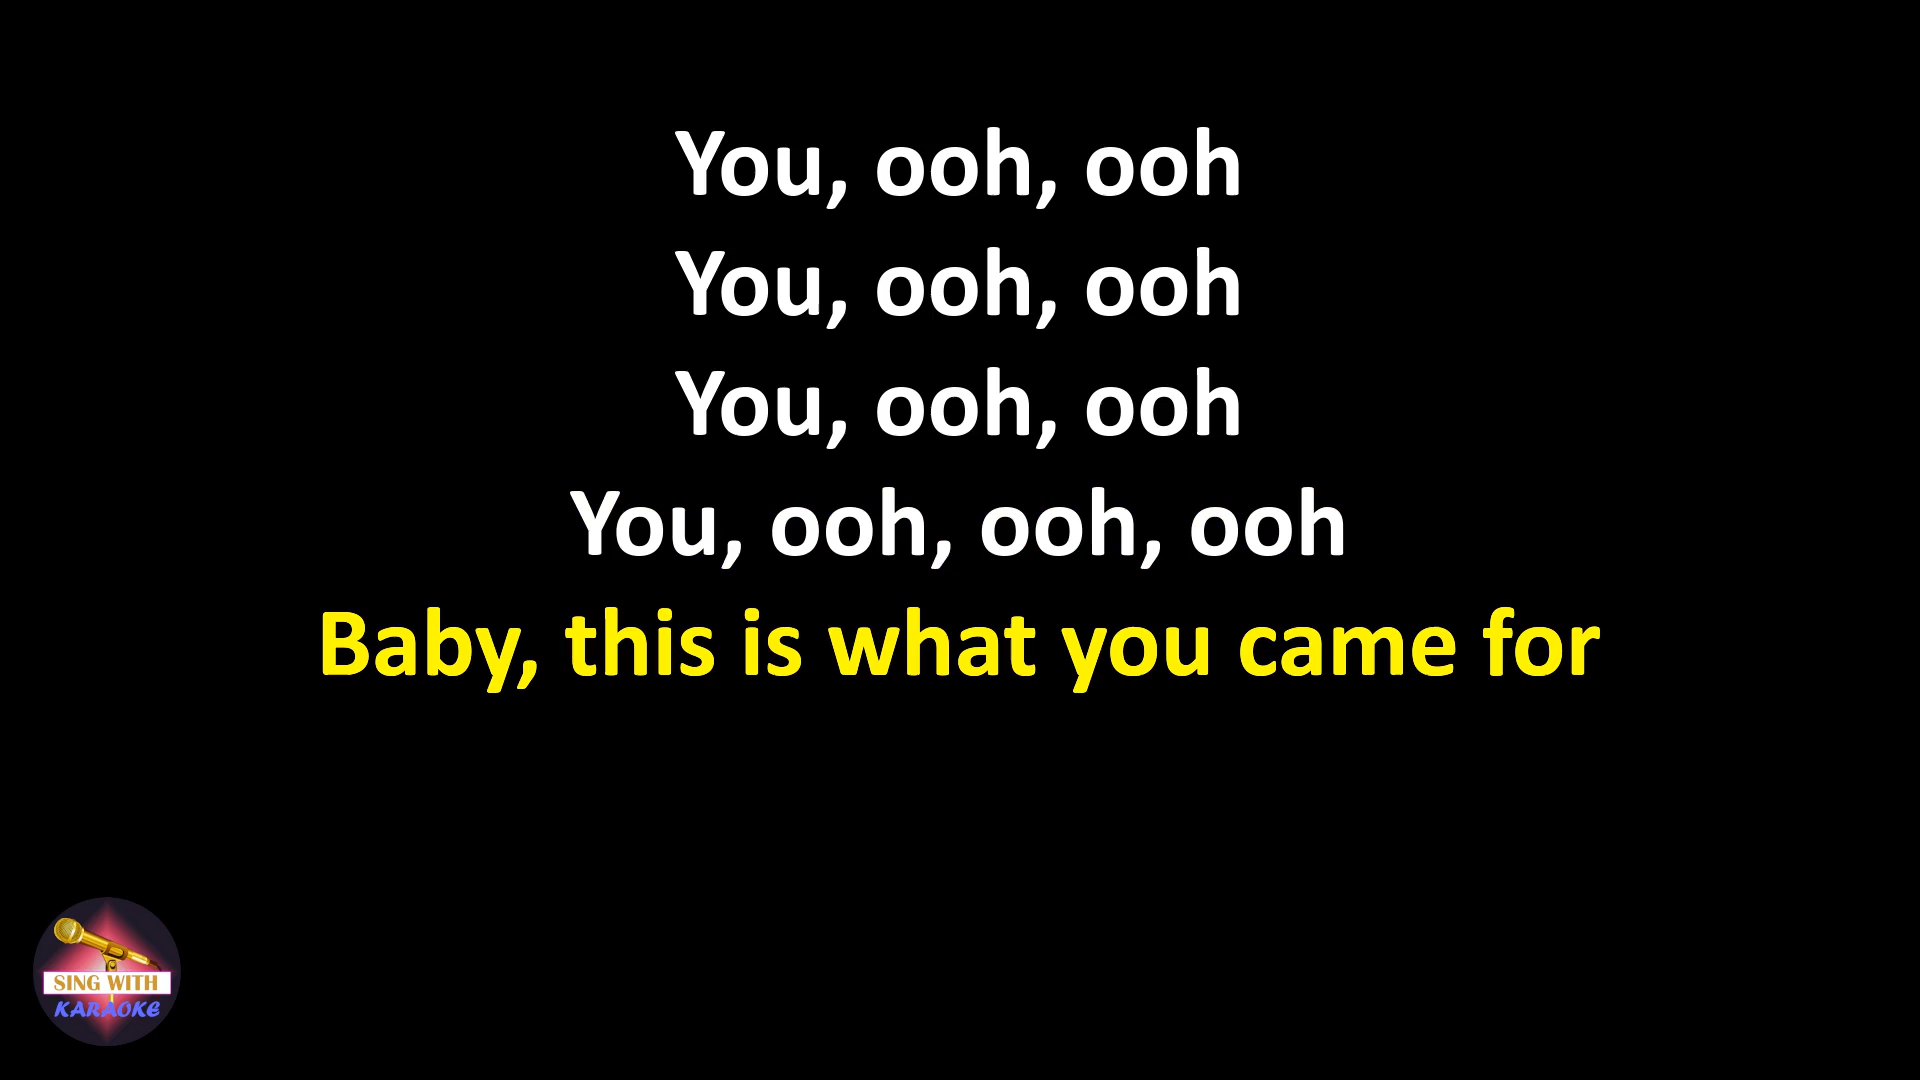 You, ooh, ooh
You, ooh, ooh
You, ooh, ooh
You, ooh, ooh, ooh
Baby, this is what you came for
SING WITH
KARAOKE